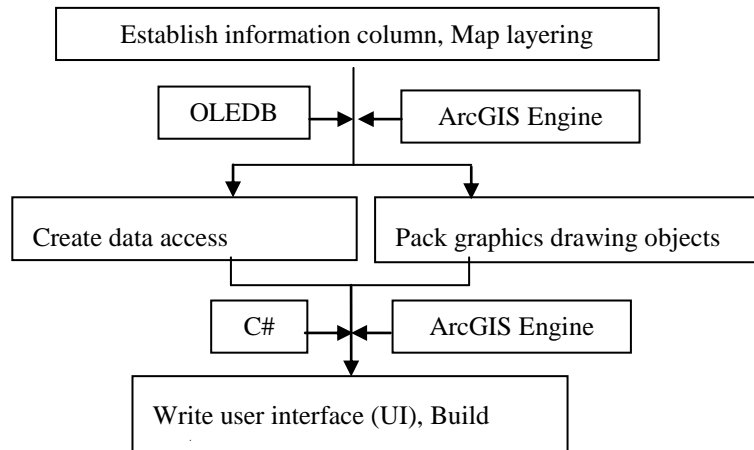 Establish information column, Map layering
OLEDB
ArcGIS Engine
Create data access
Pack graphics drawing objects
C#
ArcGIS Engine
Write user interface (UI), Build